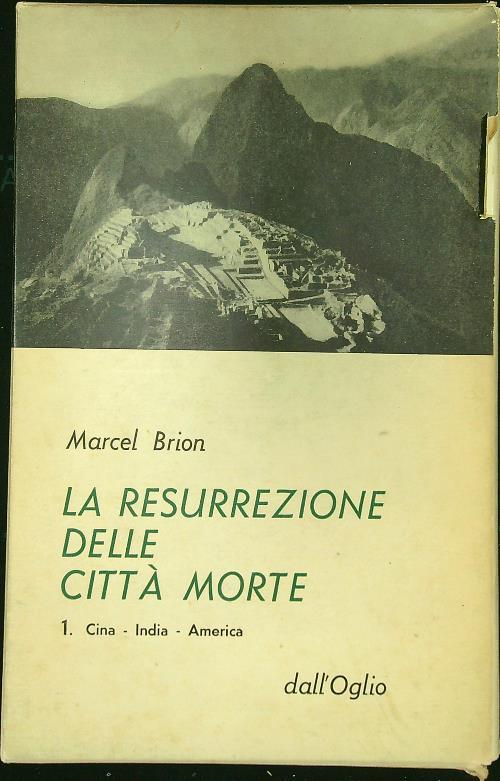 Marcel Brion
LA RESURREZIONE
DELLE
CITTÀ MORTE
1. Cina - India - America
dall'Oglio